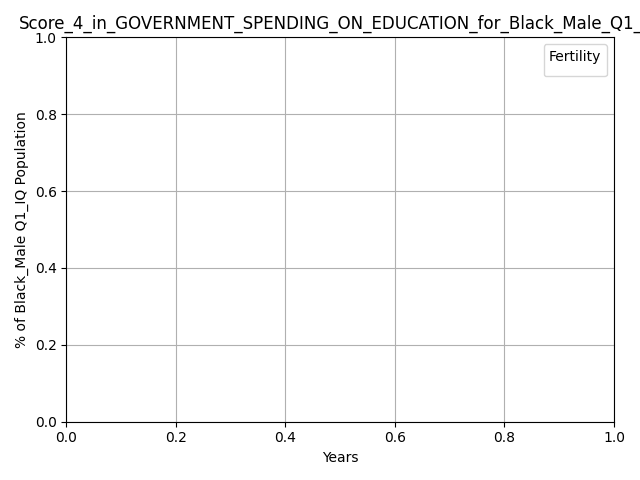 Score_4_in_GOVERNMENT_SPENDING_ON_EDUCATION_for_Black_Male_Q1_
Fertility
% of Black_Male Q1_IQ Population
1.0
0.8
0.6
0.4
0.2
0.0
0.0 0.2 0.4 0.6 0.8 1.0
Years